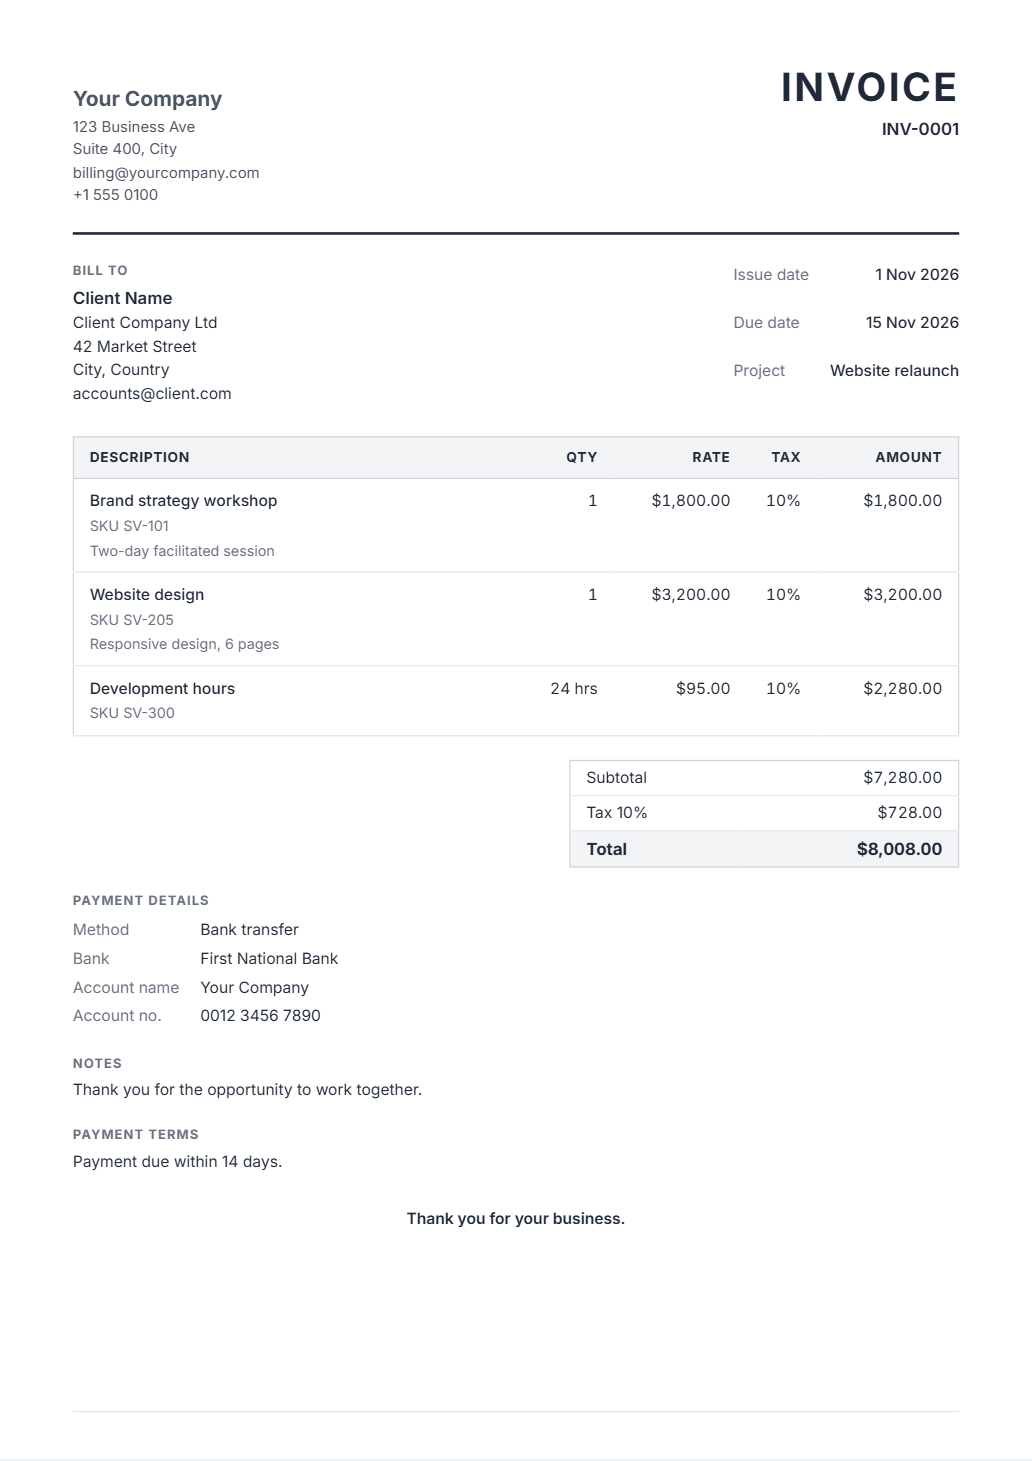 Your Company
123 Business Ave
Suite 400, City
billing@yourcompany.com
+1 555 0100
INVOICE
INV-0001
BILL TO
Client Name
Client Company Ltd
42 Market Street
City, Country
accounts@client.com
Issue date 1 Nov 2026
Due date 15 Nov 2026
Project Website relaunch
DESCRIPTION QTY RATE TAX AMOUNT
Brand strategy workshop 1 $1,800.00 10% $1,800.00
SKU SV-101
Two-day facilitated session
Website design 1 $3,200.00 10% $3,200.00
SKU SV-205
Responsive design, 6 pages
Development hours 24 hrs $95.00 10% $2,280.00
SKU SV-300
Subtotal $7,280.00
Tax 10% $728.00
Total $8,008.00
PAYMENT DETAILS
Method Bank transfer
Bank First National Bank
Account name Your Company
Account no. 0012 3456 7890
NOTES
Thank you for the opportunity to work together.
PAYMENT TERMS
Payment due within 14 days.
Thank you for your business.